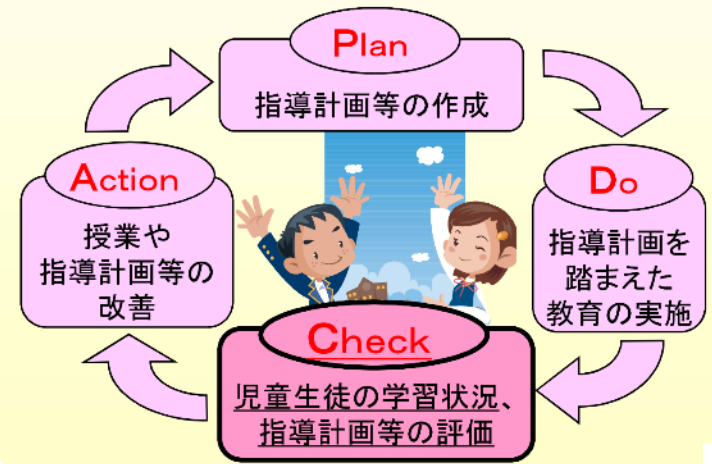 Plan
指導計画等の作成
Do
指導計画を
踏まえた
教育の実施
Check
児童生徒の学習状況、
指導計画等の評価
Action
授業や
指導計画等の
改善